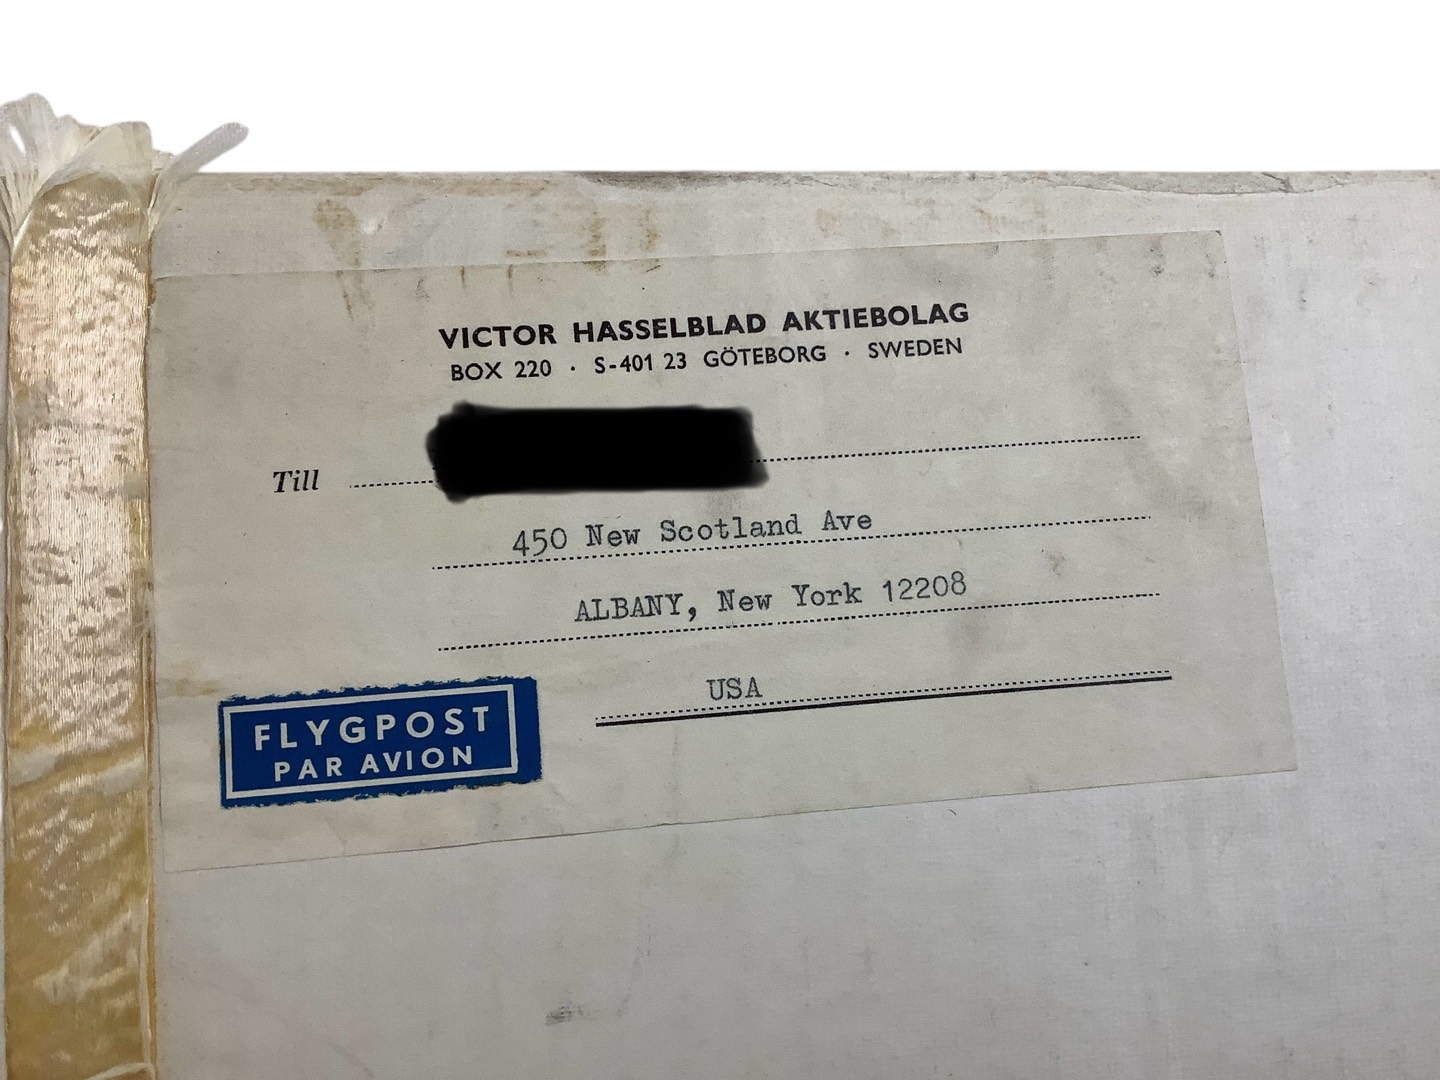 VICTOR HASSELBLAD AKTIEBOLAG
BOX 220 · S-401 23 GÖTEBORG · SWEDEN
Till
450 New Scotland Ave
ALBANY, New York 12208
USA
FLYGPOST
PAR AVION